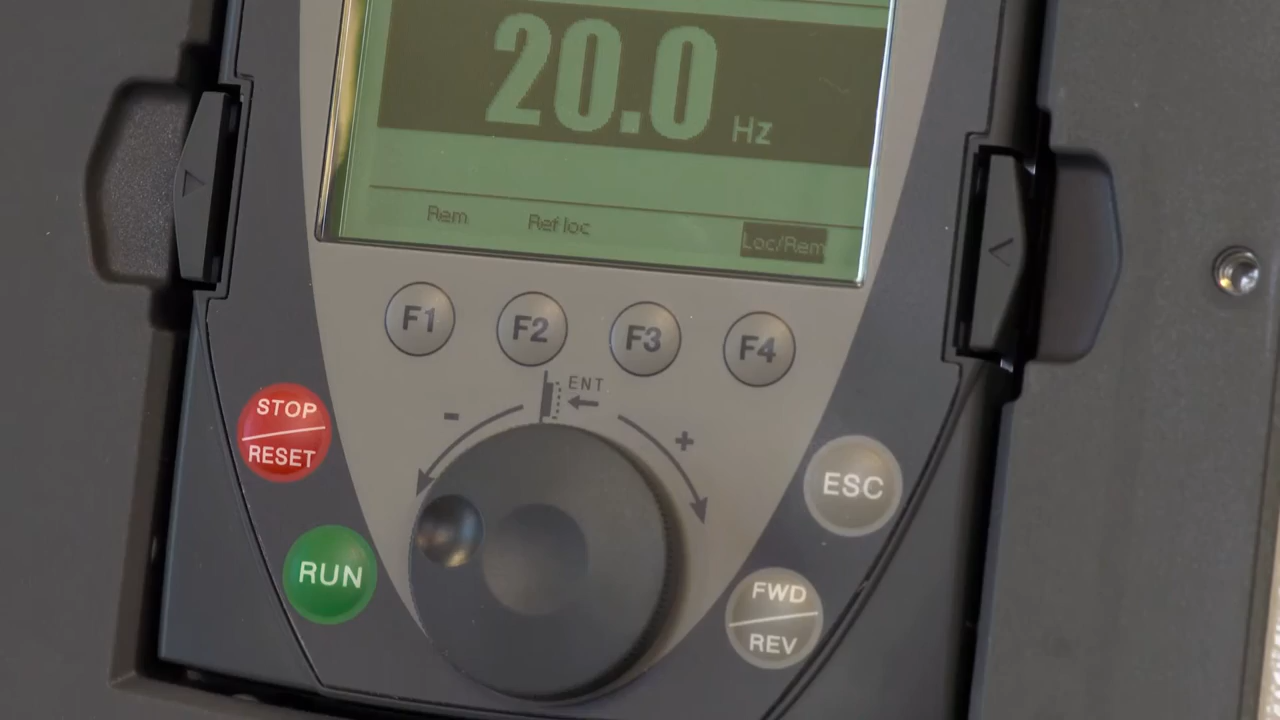 20.0 Hz
Rem Ref loc Loc/Rem
F1 F2 F3 F4
ENT
- +
STOP
RESET
ESC
RUN
FWD
REV